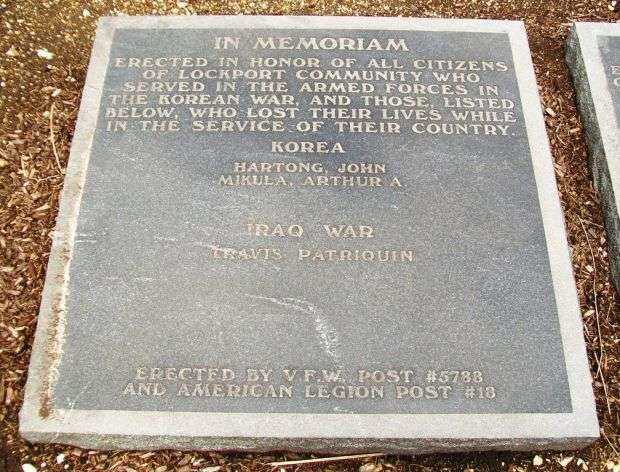 IN MEMORIAM
ERECTED IN HONOR OF ALL CITIZENS
OF LOCKPORT COMMUNITY WHO
SERVED IN THE ARMED FORCES IN
THE KOREAN WAR, AND THOSE, LISTED
BELOW, WHO LOST THEIR LIVES WHILE
IN THE SERVICE OF THEIR COUNTRY.
KOREA
HARTONG, JOHN
MIKULA, ARTHUR A.
IRAQ WAR
TRAVIS PATRIQUIN
ERECTED BY V.F.W. POST #5788
AND AMERICAN LEGION POST #18